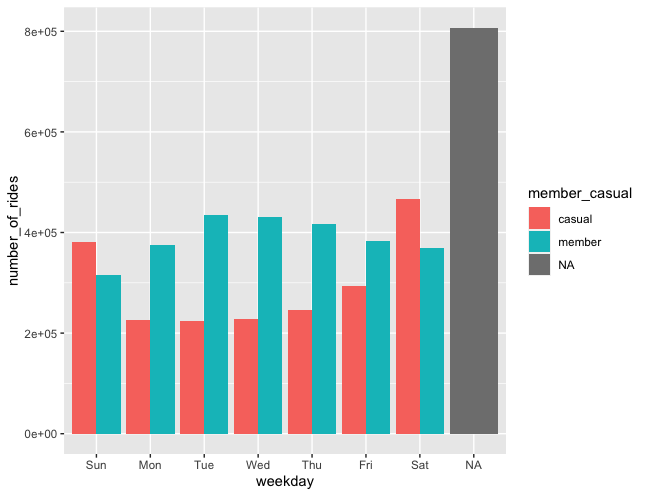 8e+05
6e+05
4e+05
2e+05
0e+00
number_of_rides
Sun Mon Tue Wed Thu Fri Sat NA
weekday
member_casual
casual
member
NA